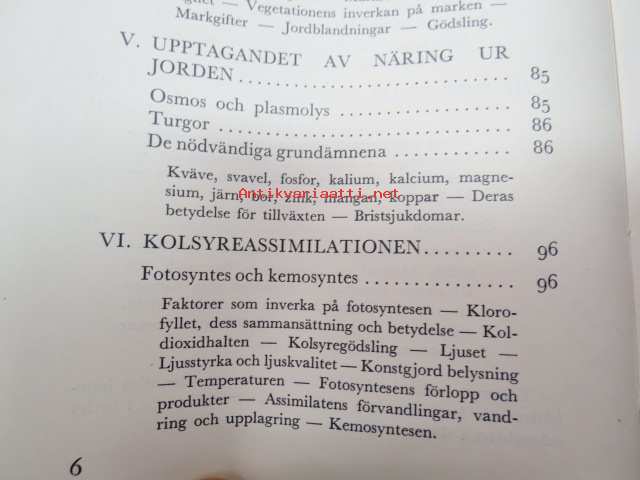 Vegetationens inverkan på marken —
Markgifter — Jordblandningar — Gödsling.
V. UPPTAGANDET AV NÄRING UR
JORDEN 85
Osmos och plasmolys 85
Turgor 86
De nödvändiga grundämnena 86
Kväve, svavel, fosfor, kalium, kalcium, magne-
sium, järn, bor, zink, mangan, koppar — Deras
betydelse för tillväxten — Bristsjukdomar.
Antikvariaatti.net
VI. KOLSYREASSIMILATIONEN 96
Fotosyntes och kemosyntes 96
Faktorer som inverka på fotosyntesen — Kloro-
fyllet, dess sammansättning och betydelse — Kol-
dioxidhalten — Kolsyregödsling — Ljuset —
Ljusstyrka och ljuskvalitet — Konstgjord belysning
— Temperaturen — Fotosyntesens förlopp och
produkter — Assimilatens förvandlingar, vand-
ring och upplagring — Kemosyntesen.
6